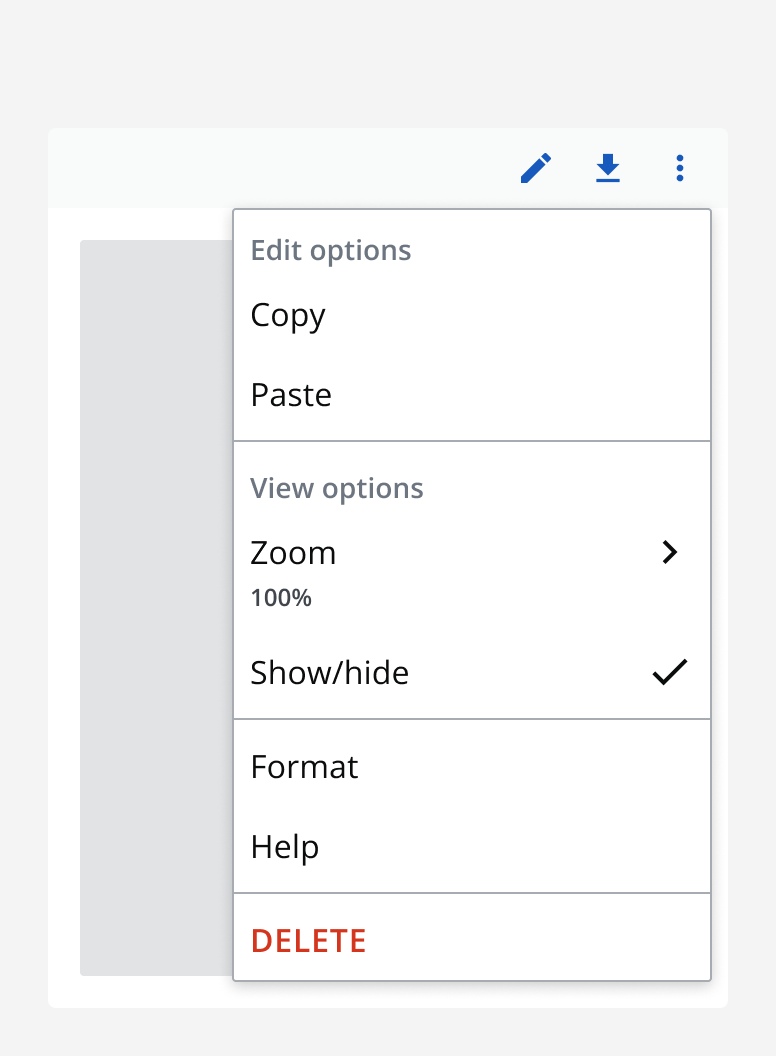 Edit options
Copy
Paste
View options
Zoom
100%
Show/hide
Format
Help
DELETE